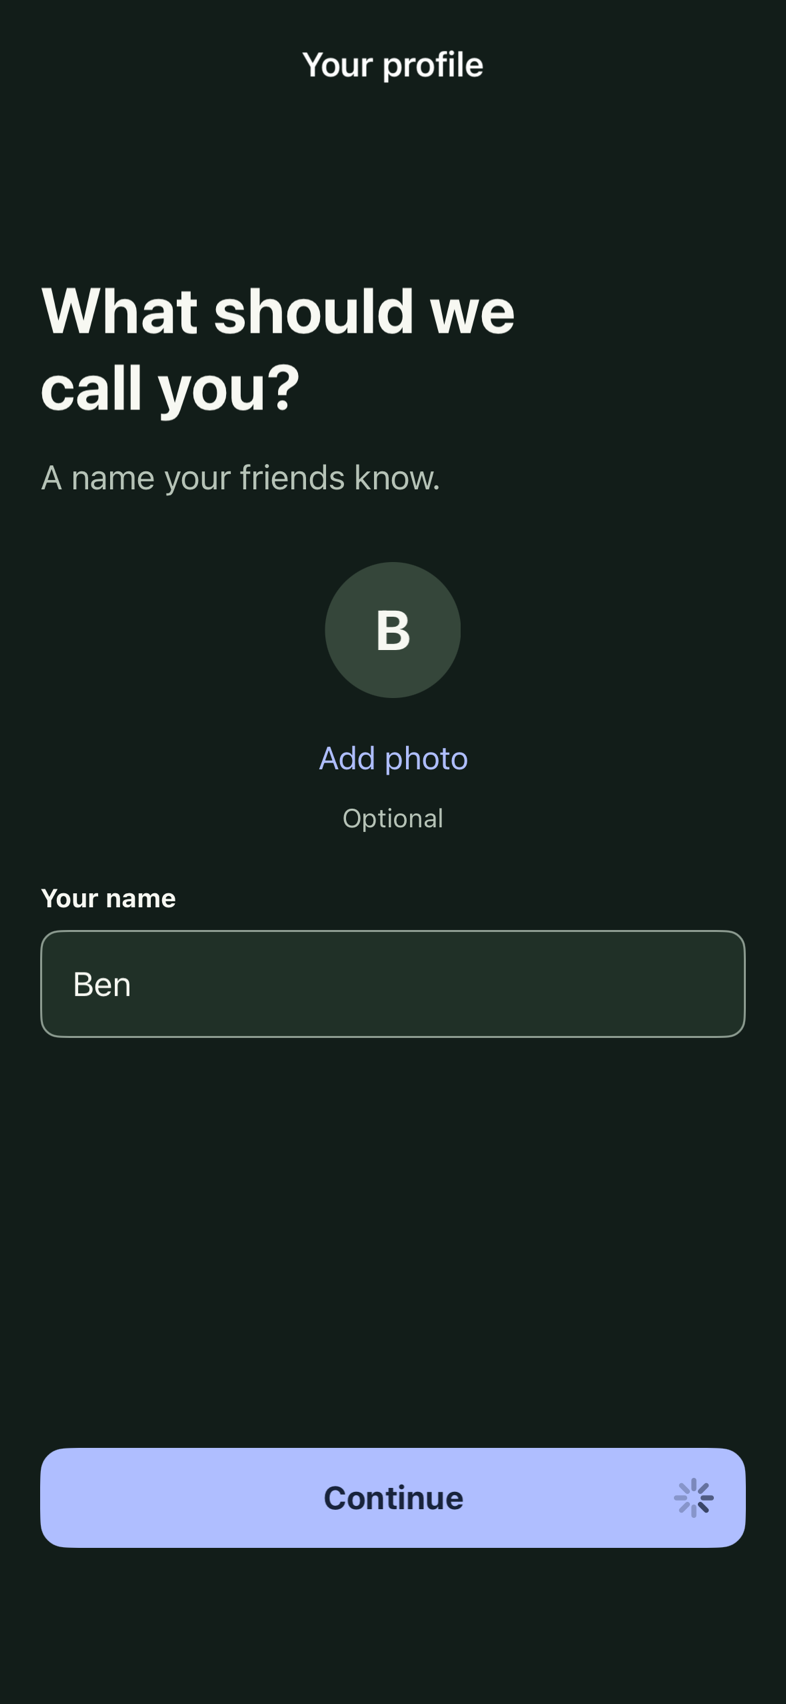 Your profile
What should we
call you?
A name your friends know.
B
Add photo
Optional
Your name
Ben
Continue